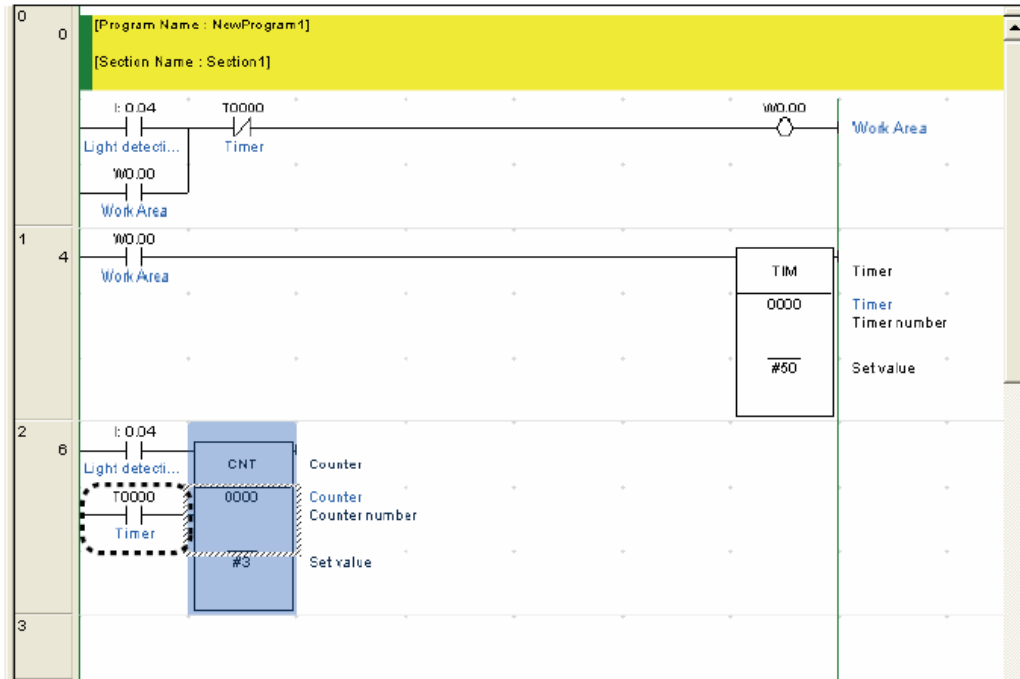 0
0
[Program Name : NewProgram1]
[Section Name : Section1]
I: 0.04
T0000
W0.00
Light detecti...
Timer
Work Area
W0.00
Work Area
1
4
W0.00
Work Area
TIM
Timer
0000
Timer
Timer number
#50
Set value
2
6
I: 0.04
Light detecti...
CNT
Counter
T0000
Timer
0000
Counter
Counter number
#3
Set value
3